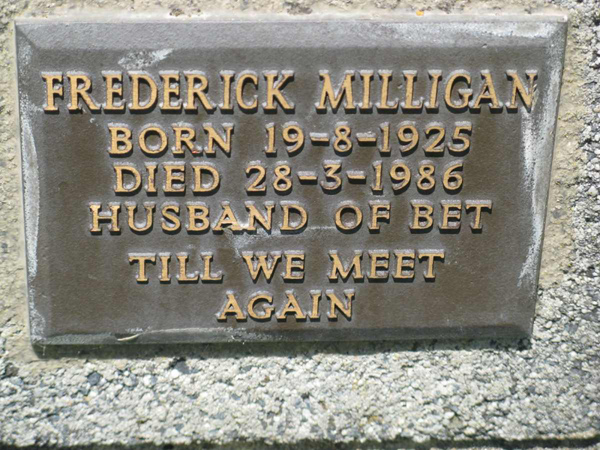 FREDERICK MILLIGAN
BORN 19-8-1925
DIED 28-3-1986
HUSBAND OF BET
TILL WE MEET
AGAIN